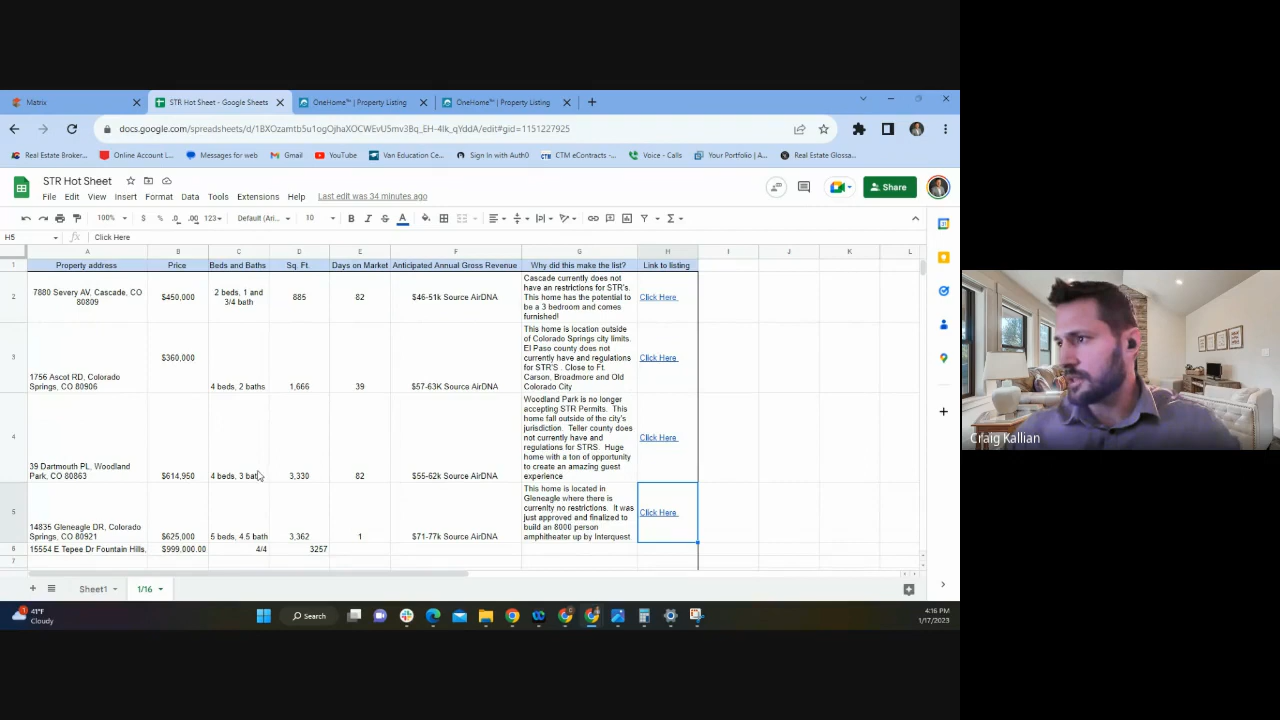 Matrix
STR Hot Sheet - Google Sheets
OneHome™ | Property Listing
OneHome™ | Property Listing
docs.google.com/spreadsheets/d/1BXOzamtb5u1ogOjhaXOCWEvU5mv3Bq_EH-4Ik_qYddA/edit#gid=1151227925
Real Estate Broker... Online Account L... Messages for web Gmail YouTube Van Education Ce... Sign In with Auth0 CTM eContracts -... Voice - Calls Your Portfolio | A... Real Estate Glossa...
STR Hot Sheet
File Edit View Insert Format Data Tools Extensions Help Last edit was 34 minutes ago
Share
100% $ % .0 .00 123 Default (Ari... 10 B I S A
H5 fx Click Here
A B C D E F G H I J K L
1 Property address Price Beds and Baths Sq. Ft. Days on Market Anticipated Annual Gross Revenue Why did this make the list? Link to listing
2
7880 Severy AV, Cascade, CO
80809
$450,000
2 beds, 1 and
3/4 bath
885
82
$46-51k Source AirDNA
Cascade currently does not
have an restrictions for STR's.
This home has the potential to
be a 3 bedroom and comes
furnished!
Click Here
3
1756 Ascot RD, Colorado
Springs, CO 80906
$360,000
4 beds, 2 baths
1,666
39
$57-63K Source AirDNA
This home is location outside
of Colorado Springs city limits.
El Paso county does not
currently have and regulations
for STR'S . Close to Ft.
Carson, Broadmore and Old
Colorado City
Click Here
4
39 Dartmouth PL, Woodland
Park, CO 80863
$614,950
4 beds, 3 baths
3,330
82
$55-62k Source AirDNA
Woodland Park is no longer
accepting STR Permits. This
home fall outside of the city's
jurisdiction. Teller county does
not currently have and
regulations for STRS. Huge
home with a ton of opportunity
to create an amazing guest
experience
Click Here
5
14835 Gleneagle DR, Colorado
Springs, CO 80921
$625,000
5 beds, 4.5 bath
3,362
1
$71-77k Source AirDNA
This home is located in
Gleneagle where there is
currenlty no restrictions. It was
just approved and finalized to
build an 8000 person
amphitheater up by Interquest
Click Here
6 15554 E Tepee Dr Fountain Hills, $999,000.00 4/4 3257
7
Sheet1 1/16
41°F
Cloudy
Search
4:16 PM
1/17/2023
Craig Kallian